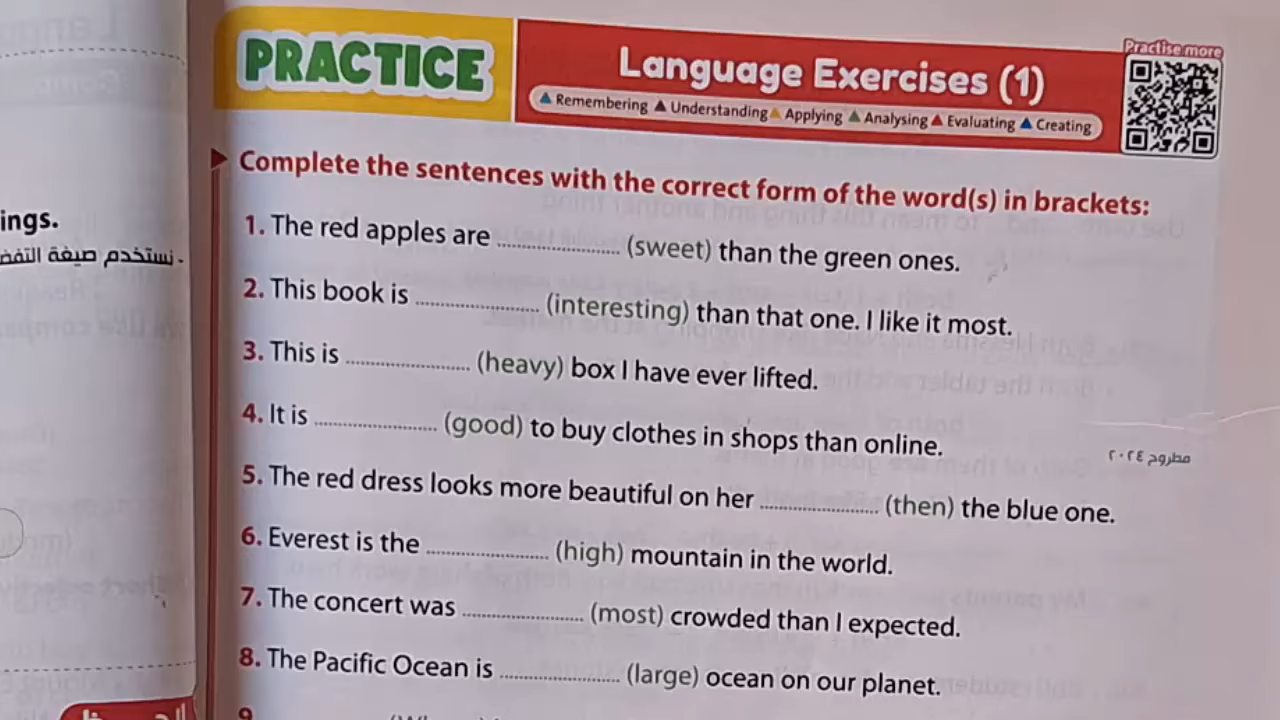 PRACTICE
Language Exercises (1)
Practise more
Remembering Understanding Applying Analysing Evaluating Creating
Complete the sentences with the correct form of the word(s) in brackets:
1. The red apples are .......................... (sweet) than the green ones.
2. This book is .......................... (interesting) than that one. I like it most.
3. This is .......................... (heavy) box I have ever lifted.
4. It is .......................... (good) to buy clothes in shops than online.
مطروح ٢٠٢٤
5. The red dress looks more beautiful on her .......................... (then) the blue one.
6. Everest is the .......................... (high) mountain in the world.
7. The concert was .......................... (most) crowded than I expected.
8. The Pacific Ocean is .......................... (large) ocean on our planet.
9
ings.
- نستخدم صيغة